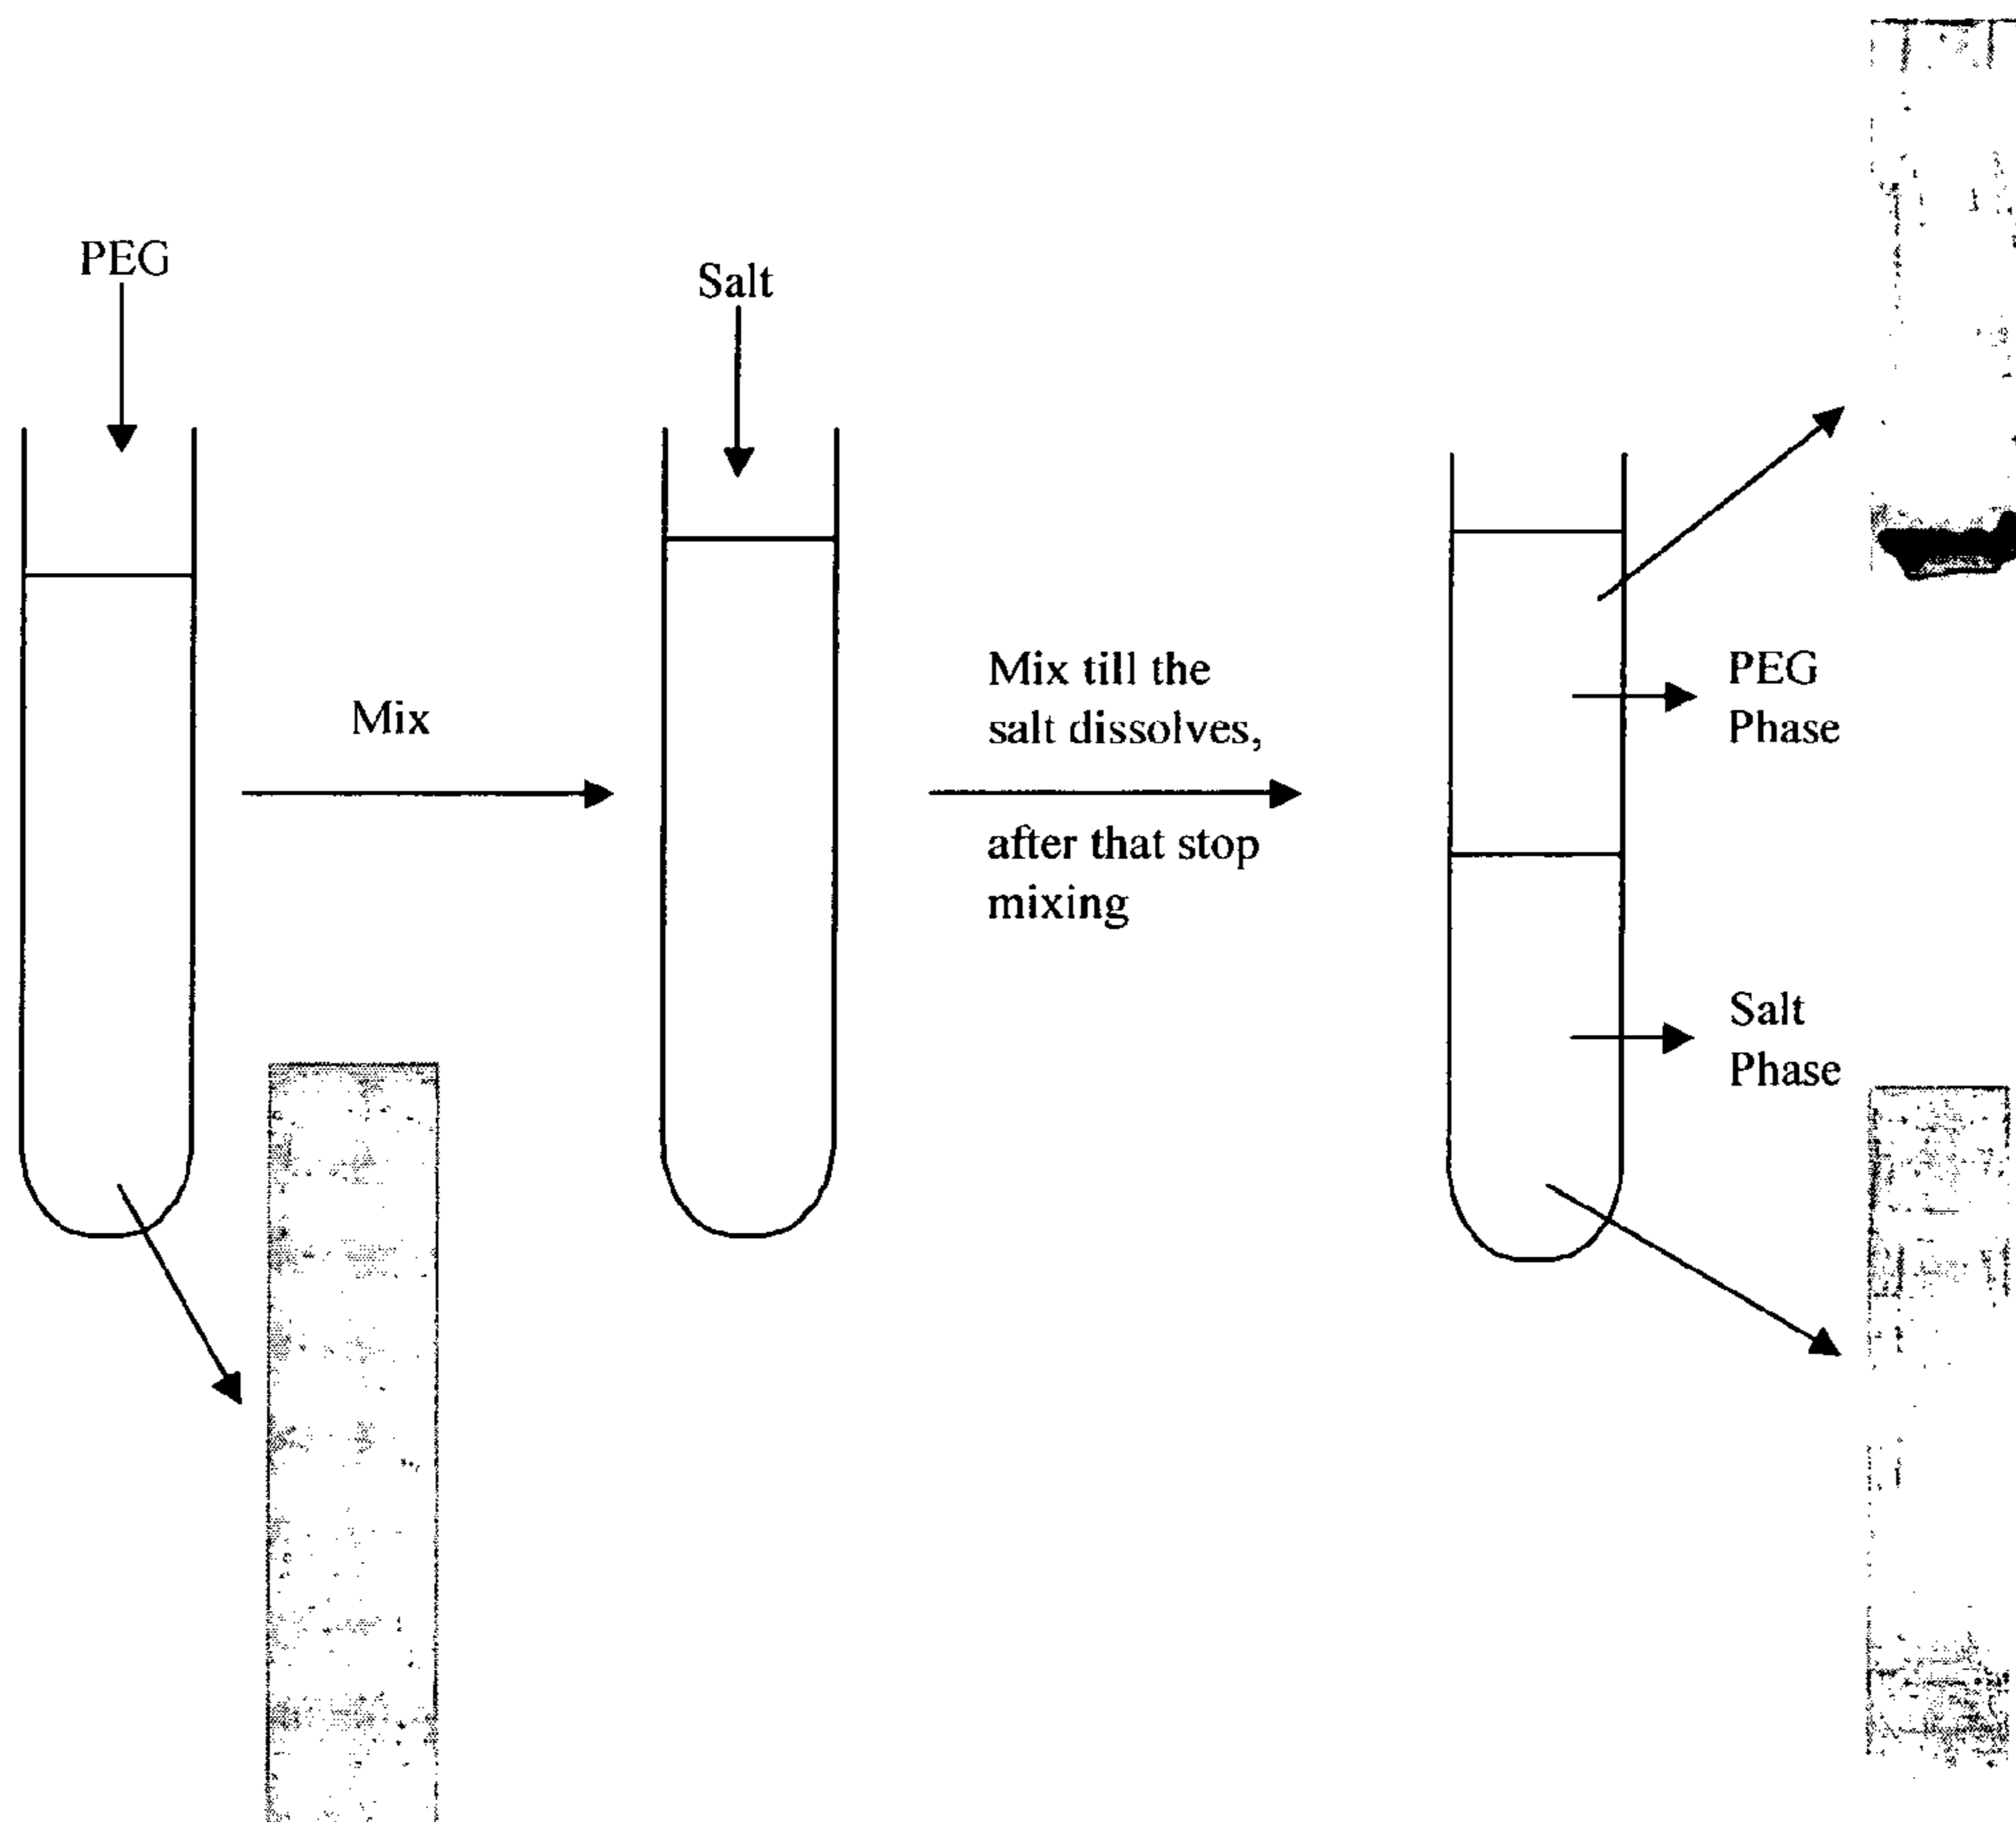 PEG
Salt
Mix
Mix till the
salt dissolves,
after that stop
mixing
PEG
Phase
Salt
Phase